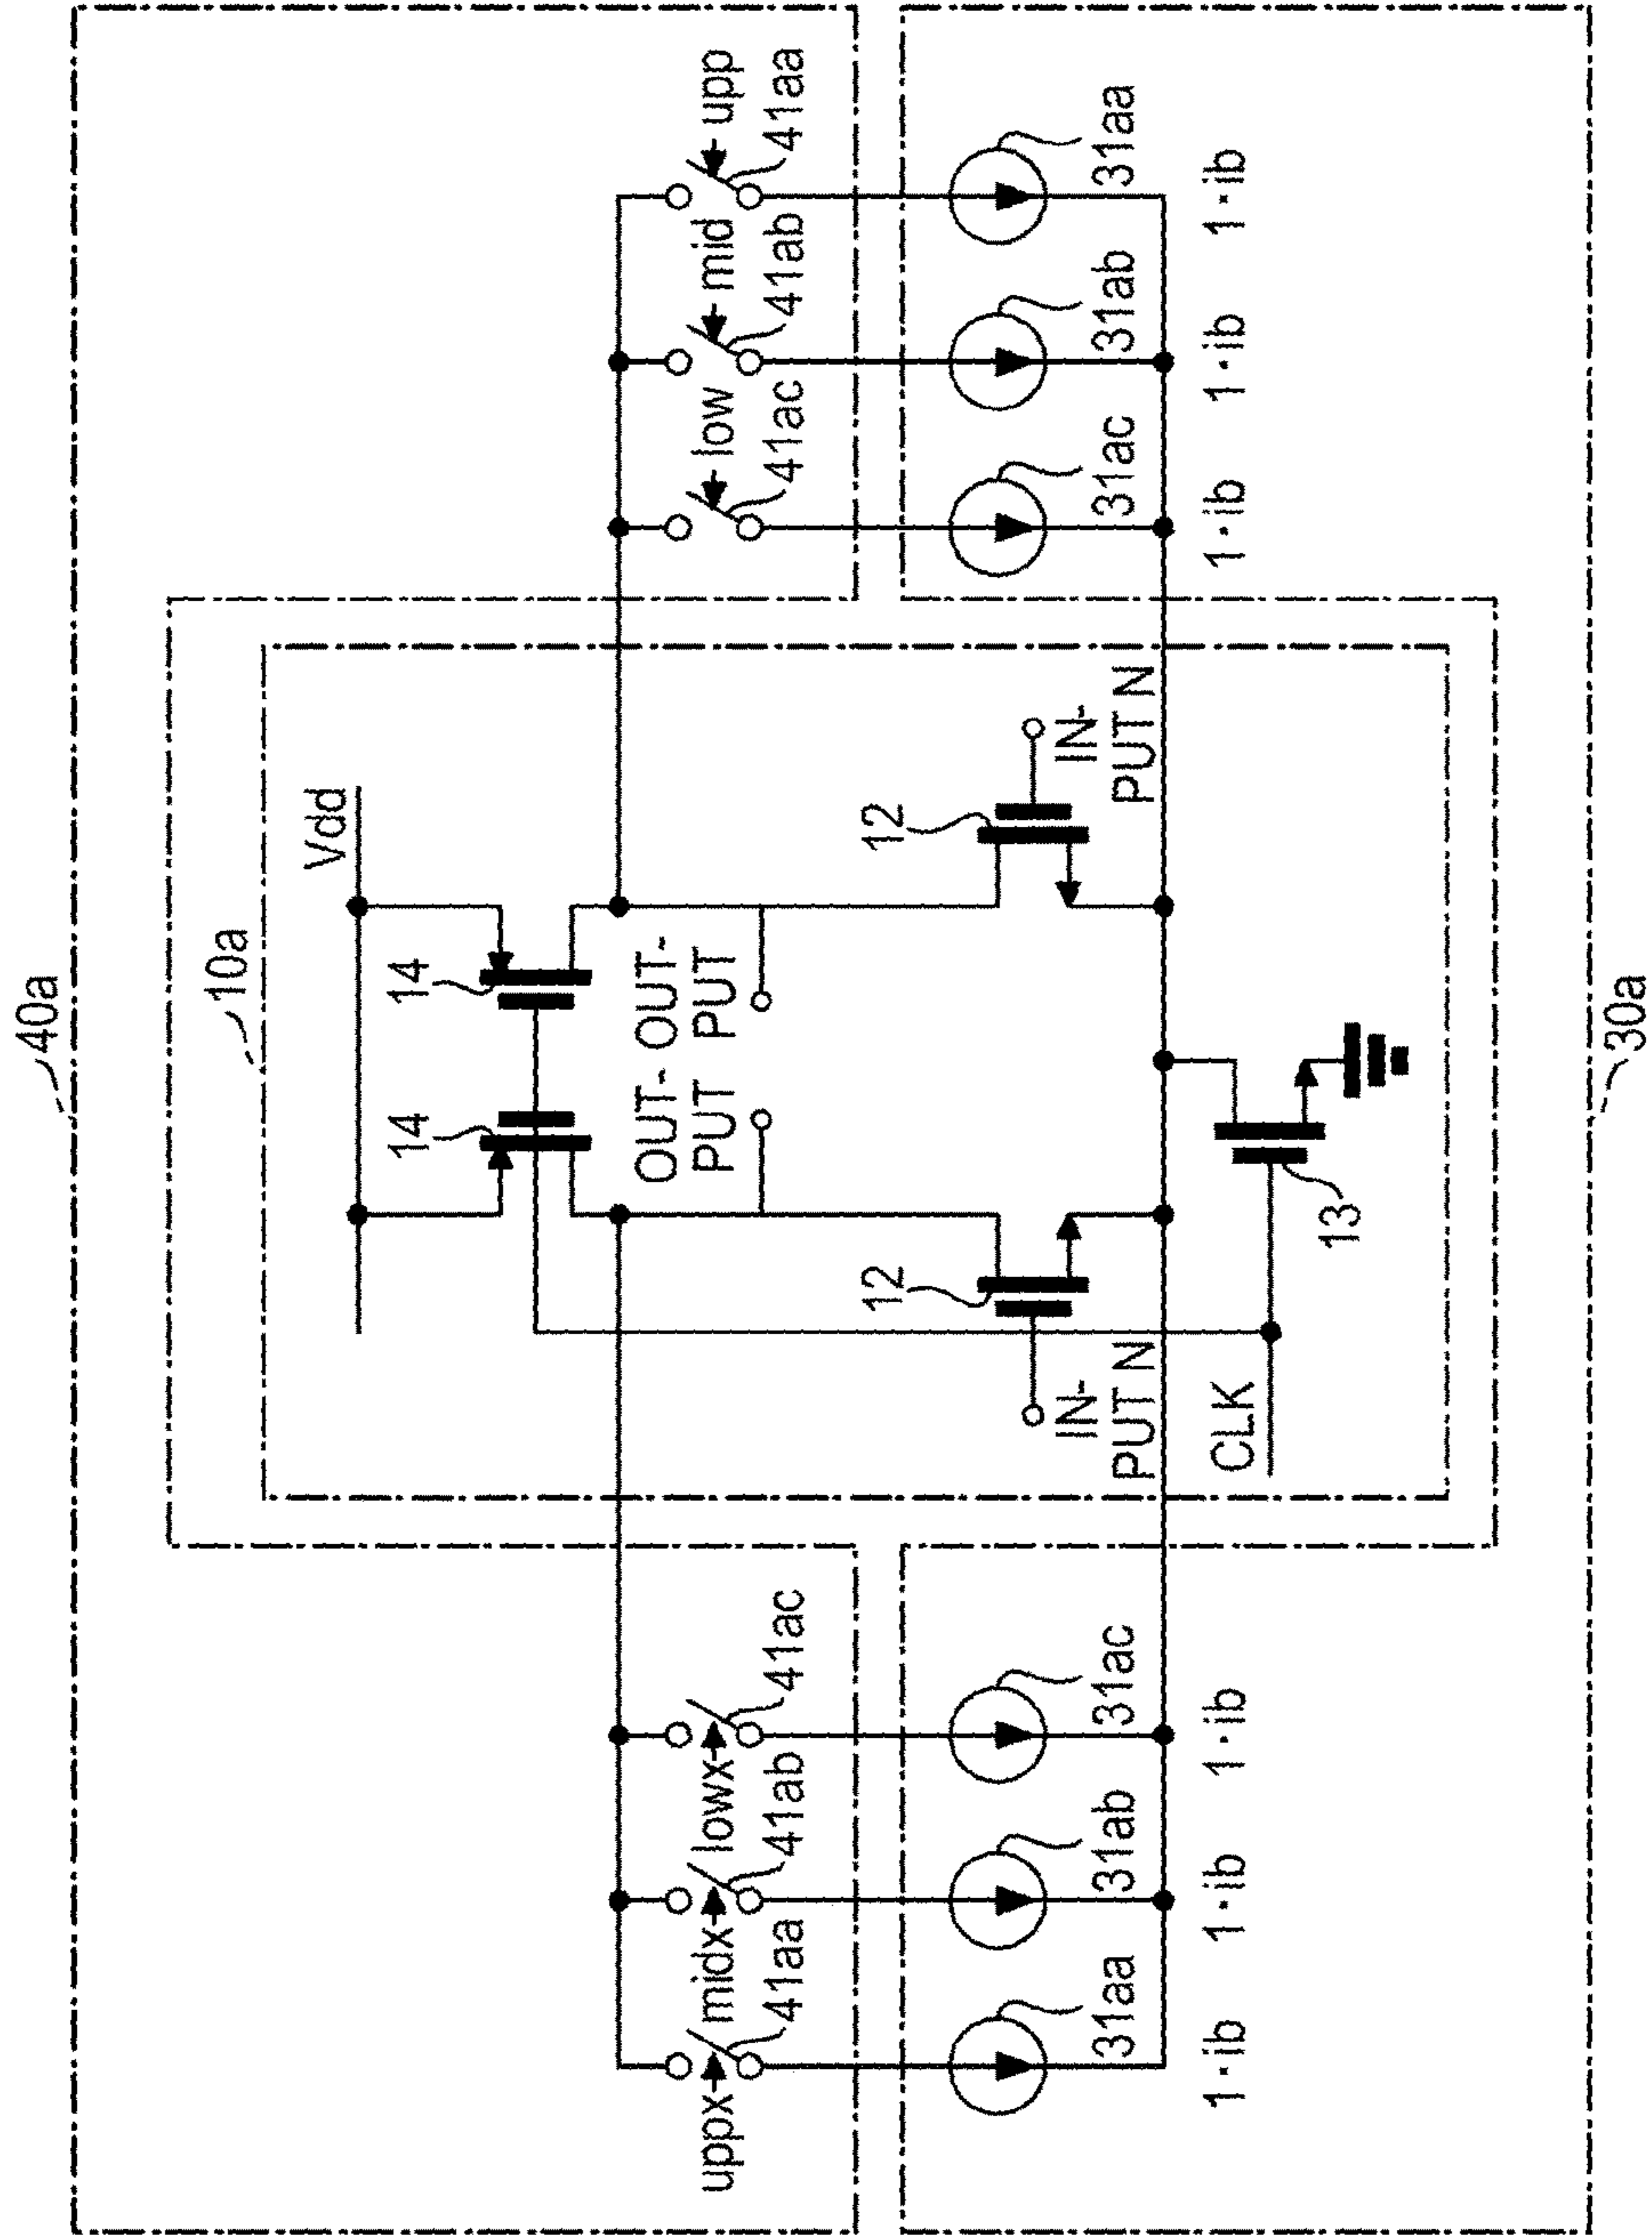 40a
10a
Vdd
14
14
OUT-
PUT
OUT-
PUT
uppx
41aa
midx
41ab
lowx
41ac
low
41ac
mid
41ab
upp
41aa
12
12
IN-
PUT N
IN-
PUT N
31aa
31ab
31ac
31ac
31ab
31aa
1·ib
1·ib
1·ib
1·ib
1·ib
1·ib
CLK
13
30a